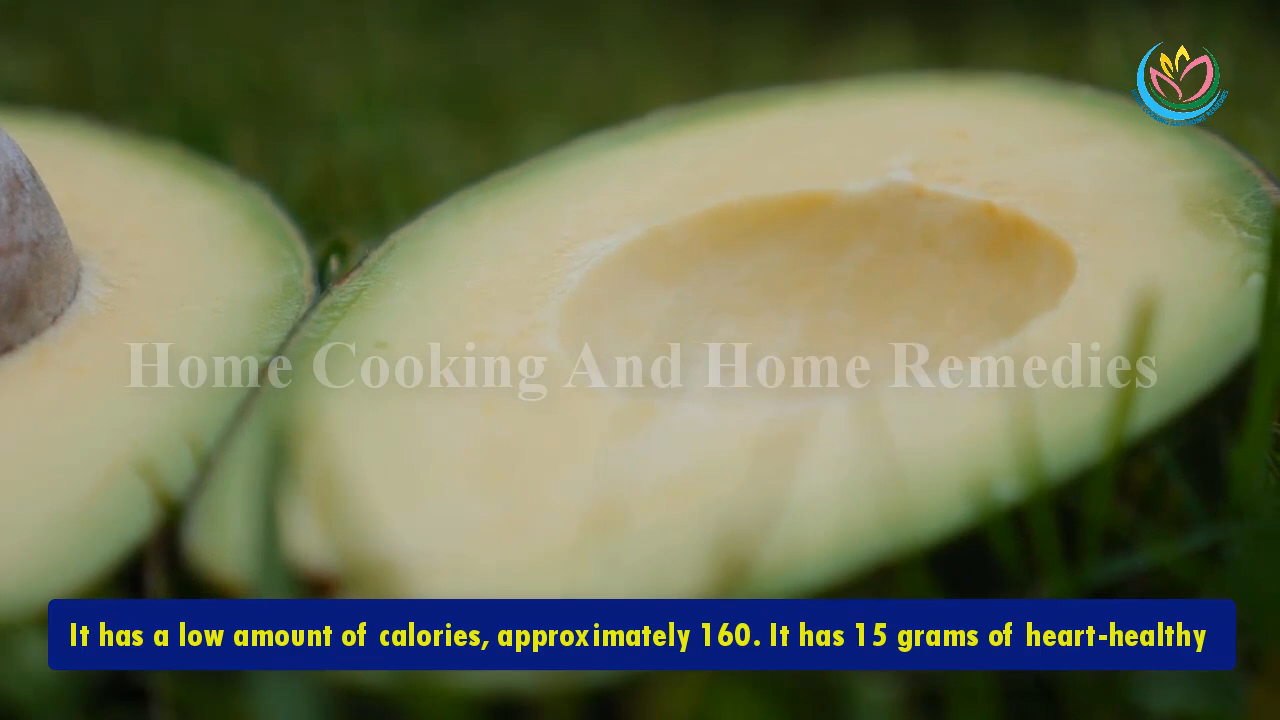 Home Cooking And Home Remedies
It has a low amount of calories, approximately 160. It has 15 grams of heart-healthy